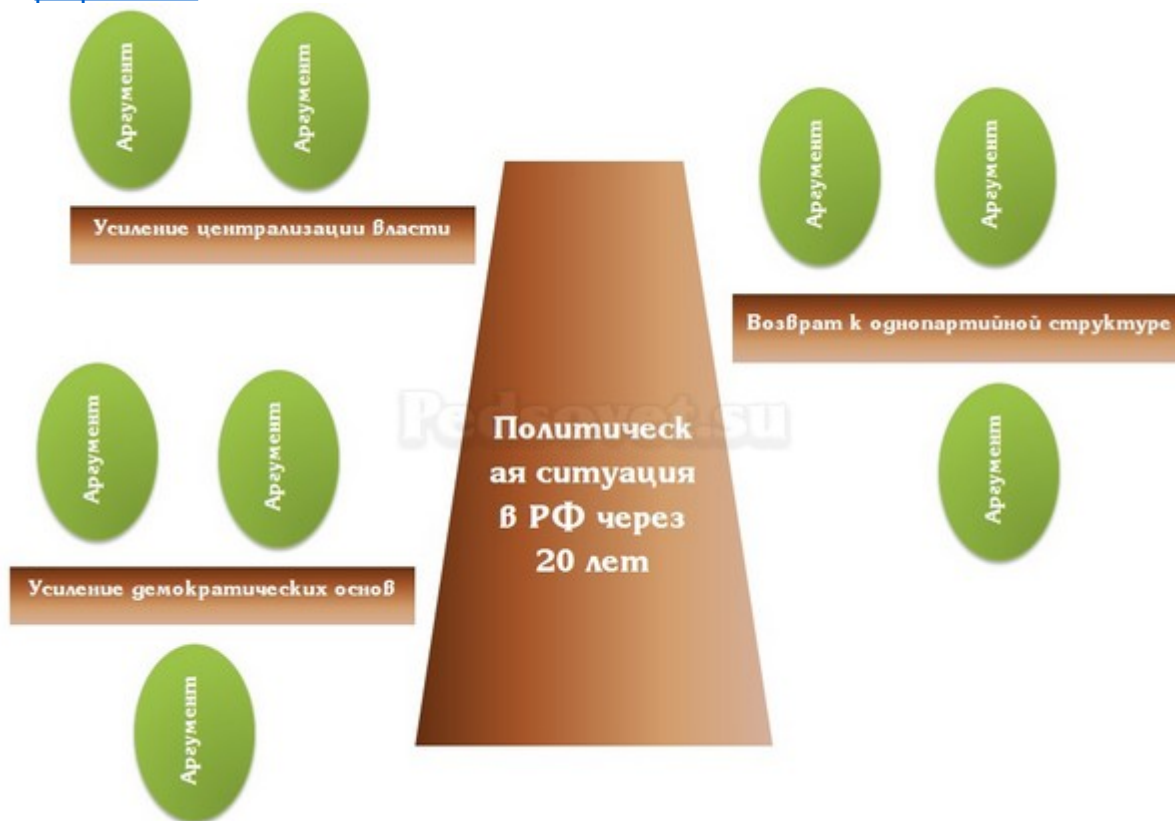 Аргумент
Аргумент
Усиление централизации власти
Аргумент
Аргумент
Возврат к однопартийной структуре
Аргумент
Аргумент
Аргумент
Усиление демократических основ
Аргумент
Pedsovet.su
Политическ
ая ситуация
в РФ через
20 лет